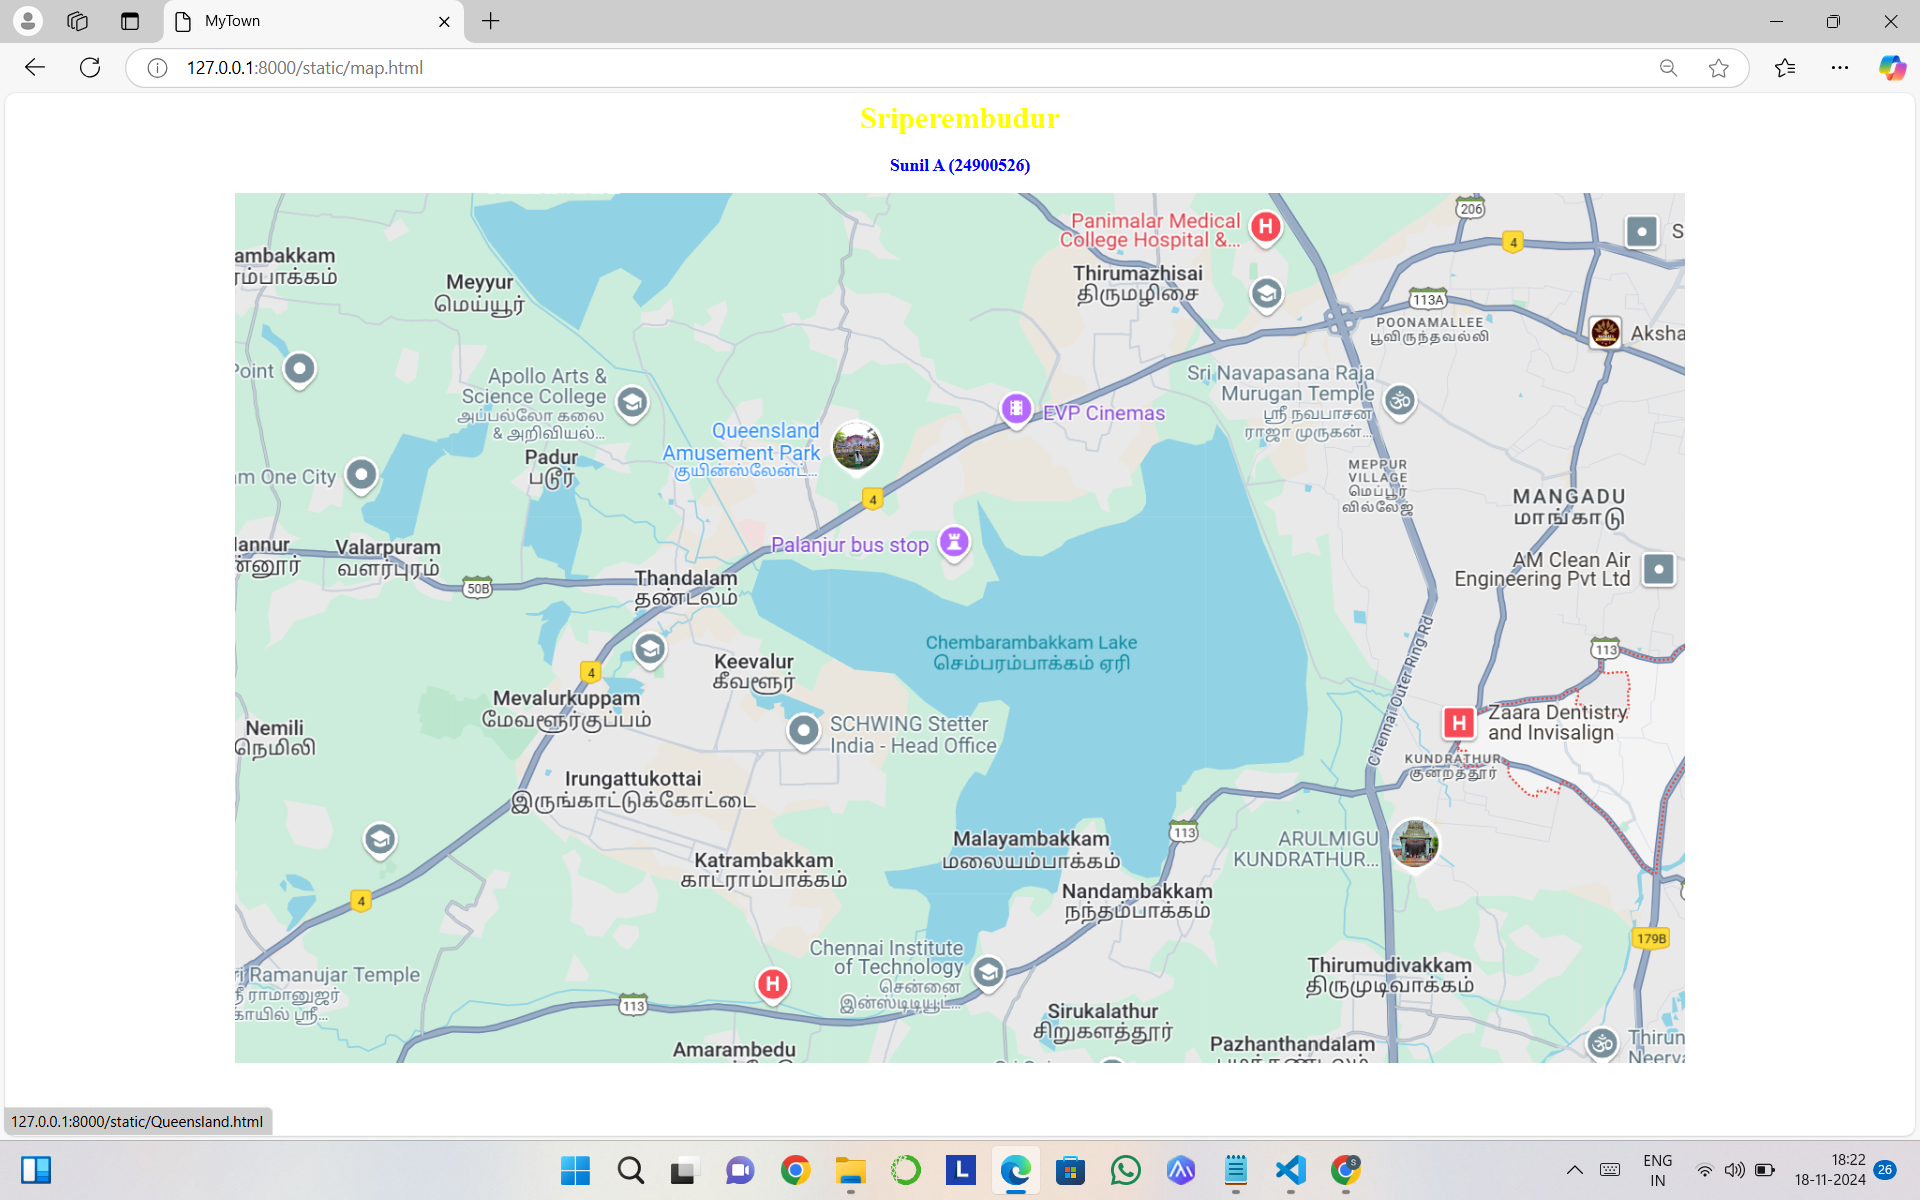 MyTown
127.0.0.1:8000/static/map.html
Sriperembudur
Sunil A (24900526)
206
Panimalar Medical
College Hospital &...
4
S
ambakkam
ரம்பாக்கம்
Meyyur
மெய்யூர்
Thirumazhisai
திருமழிசை
113A
POONAMALLEE
பூவிருந்தவல்லி
Aksha
Point
Apollo Arts &
Science College
அப்பல்லோ கலை
& அறிவியல்...
Sri Navapasana Raja
Murugan Temple
ஸ்ரீ நவபாசன
ராஜா முருகன்...
EVP Cinemas
Queensland
Amusement Park
குயின்ஸ்லேண்ட்...
Padur
படூர்
m One City
MEPPUR
VILLAGE
மெப்பூர்
வில்லேஜ்
4
MANGADU
மாங்காடு
Palanjur bus stop
lannur
ன்னூர்
Valarpuram
வளர்புரம்
AM Clean Air
Engineering Pvt Ltd
50B
Thandalam
தண்டலம்
Chembarambakkam Lake
செம்பரம்பாக்கம் ஏரி
Chennai Outer Ring Rd
113
Keevalur
கீவளூர்
4
Mevalurkuppam
மேவளூர்குப்பம்
Nemili
நெமிலி
SCHWING Stetter
India - Head Office
Zaara Dentistry
and Invisalign
KUNDRATHUR
குன்றத்தூர்
Irungattukottai
இருங்காட்டுக்கோட்டை
113
Malayambakkam
மலையம்பாக்கம்
ARULMIGU
KUNDRATHUR...
Katrambakkam
காட்ராம்பாக்கம்
Nandambakkam
நந்தம்பாக்கம்
4
179B
Chennai Institute
of Technology
சென்னை
இன்ஸ்டிடியூட்...
Thirumudivakkam
திருமுடிவாக்கம்
ri Ramanujar Temple
ஸ்ரீ ராமானுஜர்
கோயில் ஸ்ரீ...
113
Sirukalathur
சிறுகளத்தூர்
Amarambedu
Pazhanthandalam
Thirun
Neerva
127.0.0.1:8000/static/Queensland.html
ENG
IN
18:22
18-11-2024
26